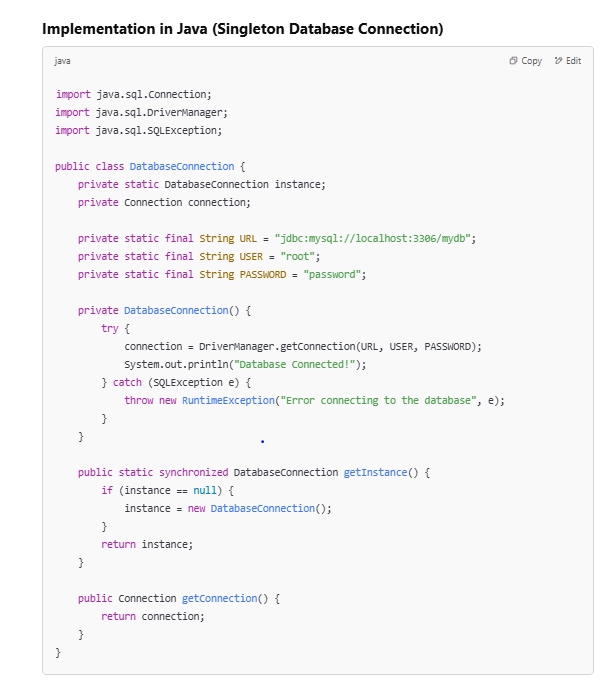 Implementation in Java (Singleton Database Connection)
java
Copy
Edit
import java.sql.Connection;
import java.sql.DriverManager;
import java.sql.SQLException;
public class DatabaseConnection {
    private static DatabaseConnection instance;
    private Connection connection;
    private static final String URL = "jdbc:mysql://localhost:3306/mydb";
    private static final String USER = "root";
    private static final String PASSWORD = "password";
    private DatabaseConnection() {
        try {
            connection = DriverManager.getConnection(URL, USER, PASSWORD);
            System.out.println("Database Connected!");
        } catch (SQLException e) {
            throw new RuntimeException("Error connecting to the database", e);
        }
    }
    public static synchronized DatabaseConnection getInstance() {
        if (instance == null) {
            instance = new DatabaseConnection();
        }
        return instance;
    }
    public Connection getConnection() {
        return connection;
    }
}